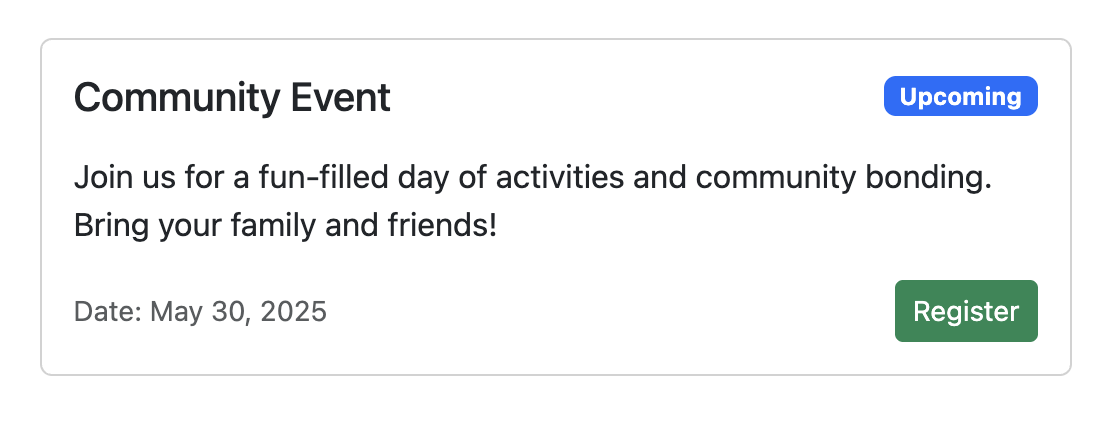 Community Event
Upcoming
Join us for a fun-filled day of activities and community bonding.
Bring your family and friends!
Date: May 30, 2025
Register